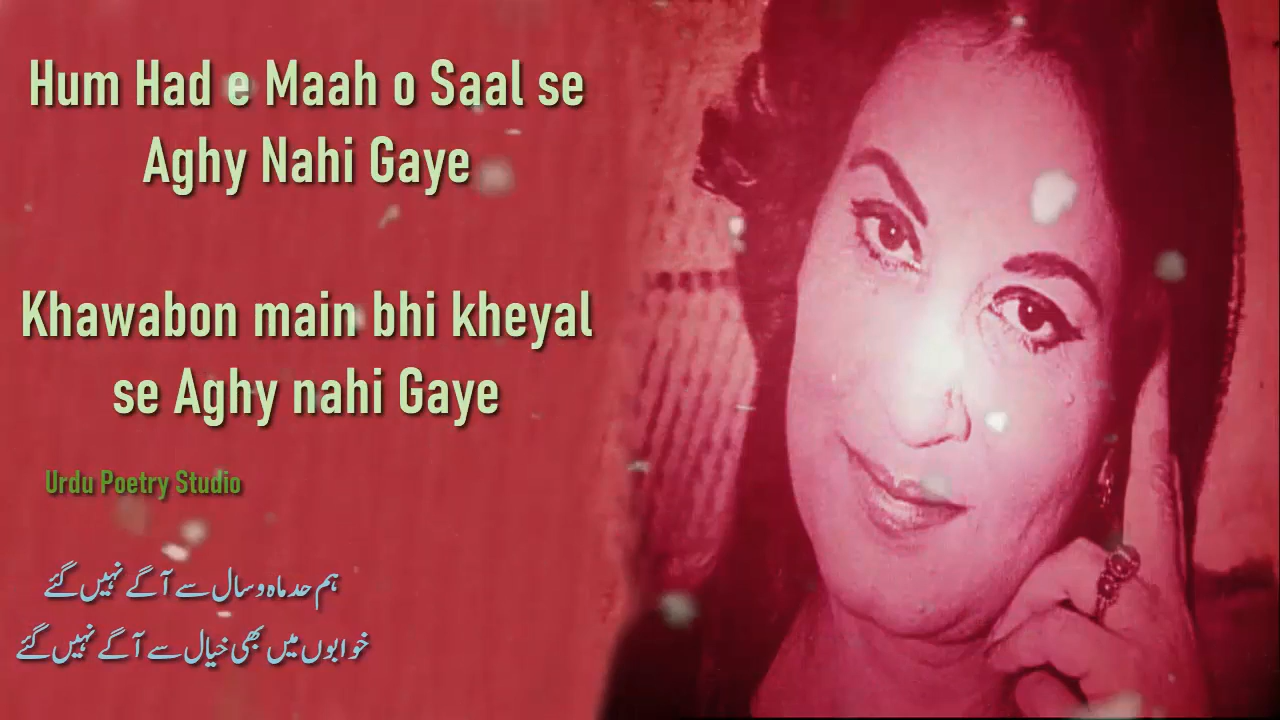 Hum Had e Maah o Saal se
Aghy Nahi Gaye
Khawabon main bhi kheyal
se Aghy nahi Gaye
Urdu Poetry Studio
ہم حد ماہ و سال سے آگے نہیں گئے
خوابوں میں بھی خیال سے آگے نہیں گئے